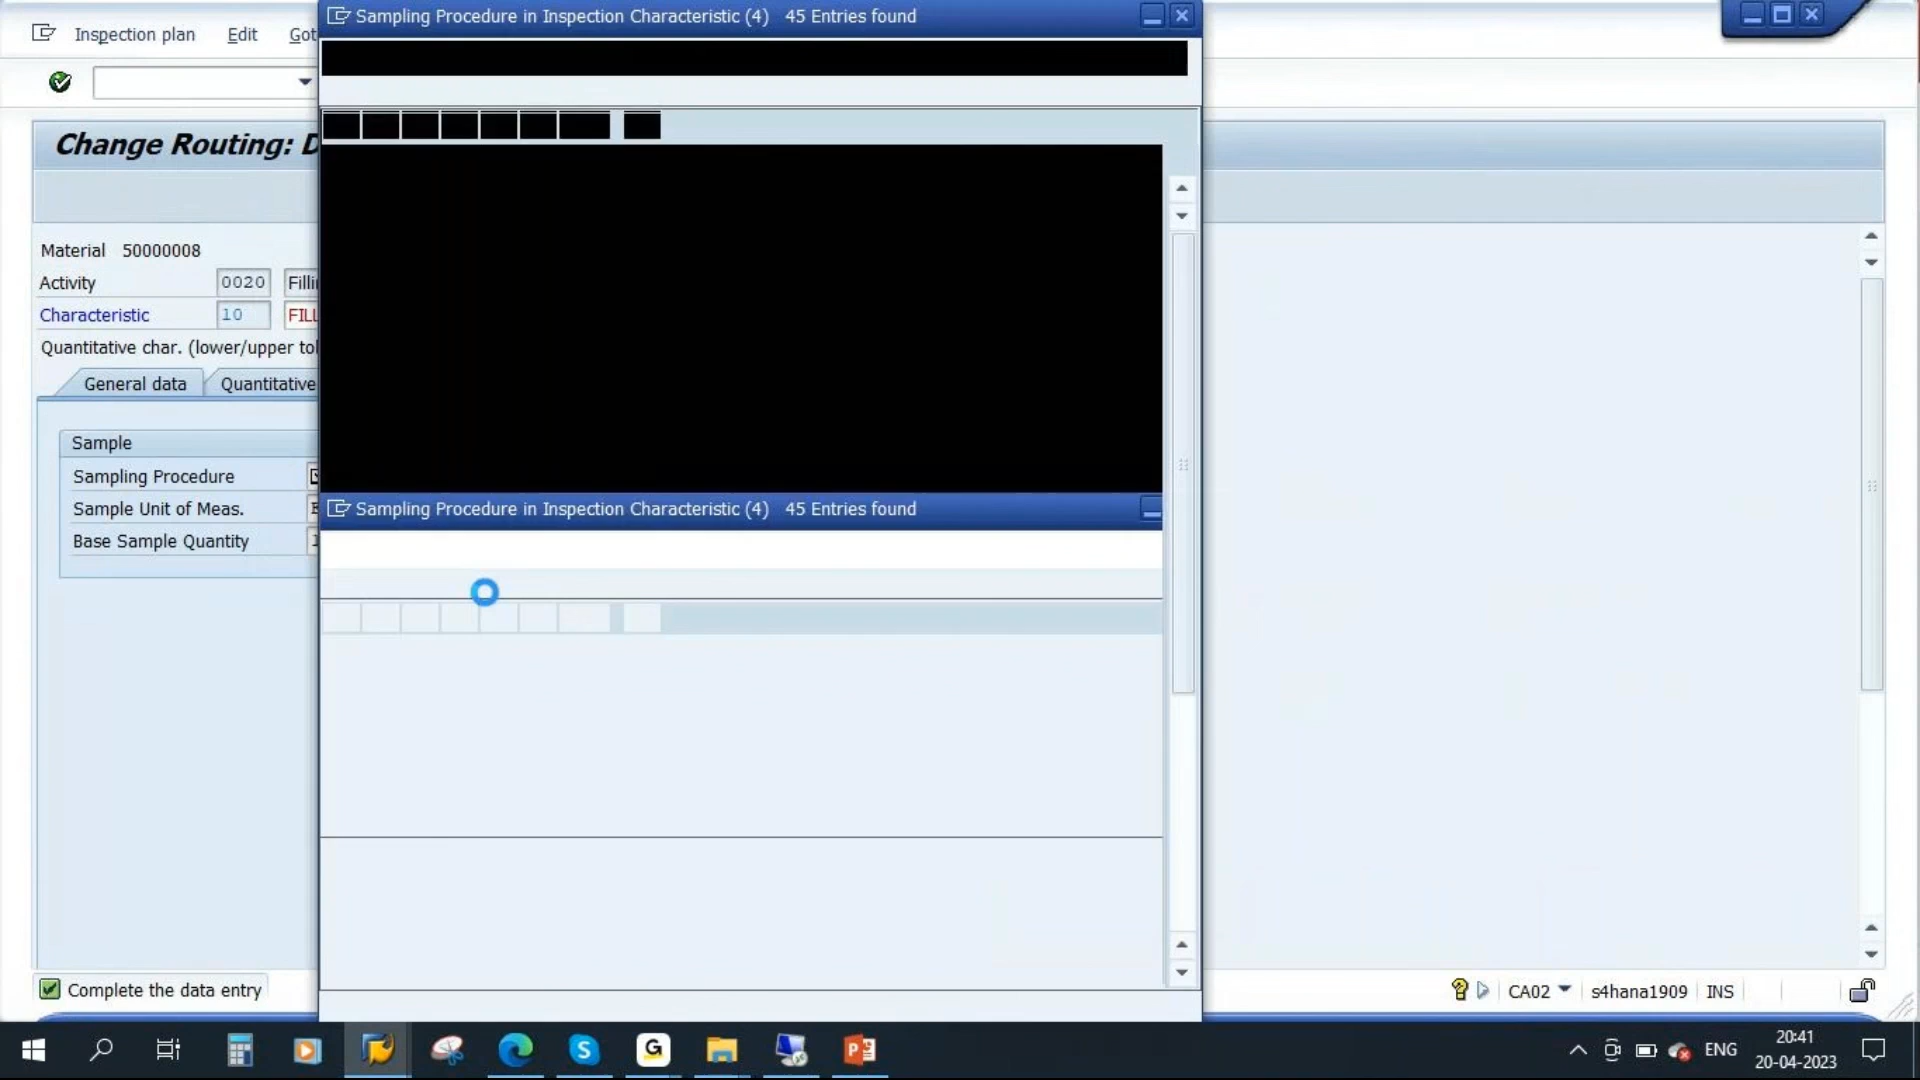 Sampling Procedure in Inspection Characteristic (4) 45 Entries found
Inspection plan Edit
Change Routing:
Material 50000008
Activity 0020
Characteristic 10
Quantitative char. (lower/upper
General data Quantitative
Sample
Sampling Procedure
Sample Unit of Meas.
Base Sample Quantity
Sampling Procedure in Inspection Characteristic (4) 45 Entries found
Complete the data entry
CA02 s4hana1909 INS
ENG
20:41
20-04-2023